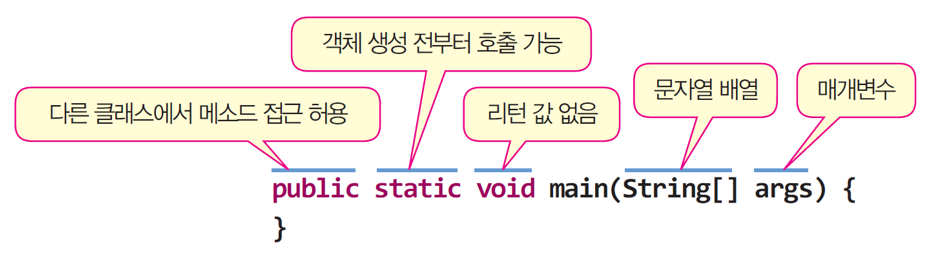 객체 생성 전부터 호출 가능
다른 클래스에서 메소드 접근 허용
리턴 값 없음
문자열 배열
매개변수
public static void main(String[] args) {
}